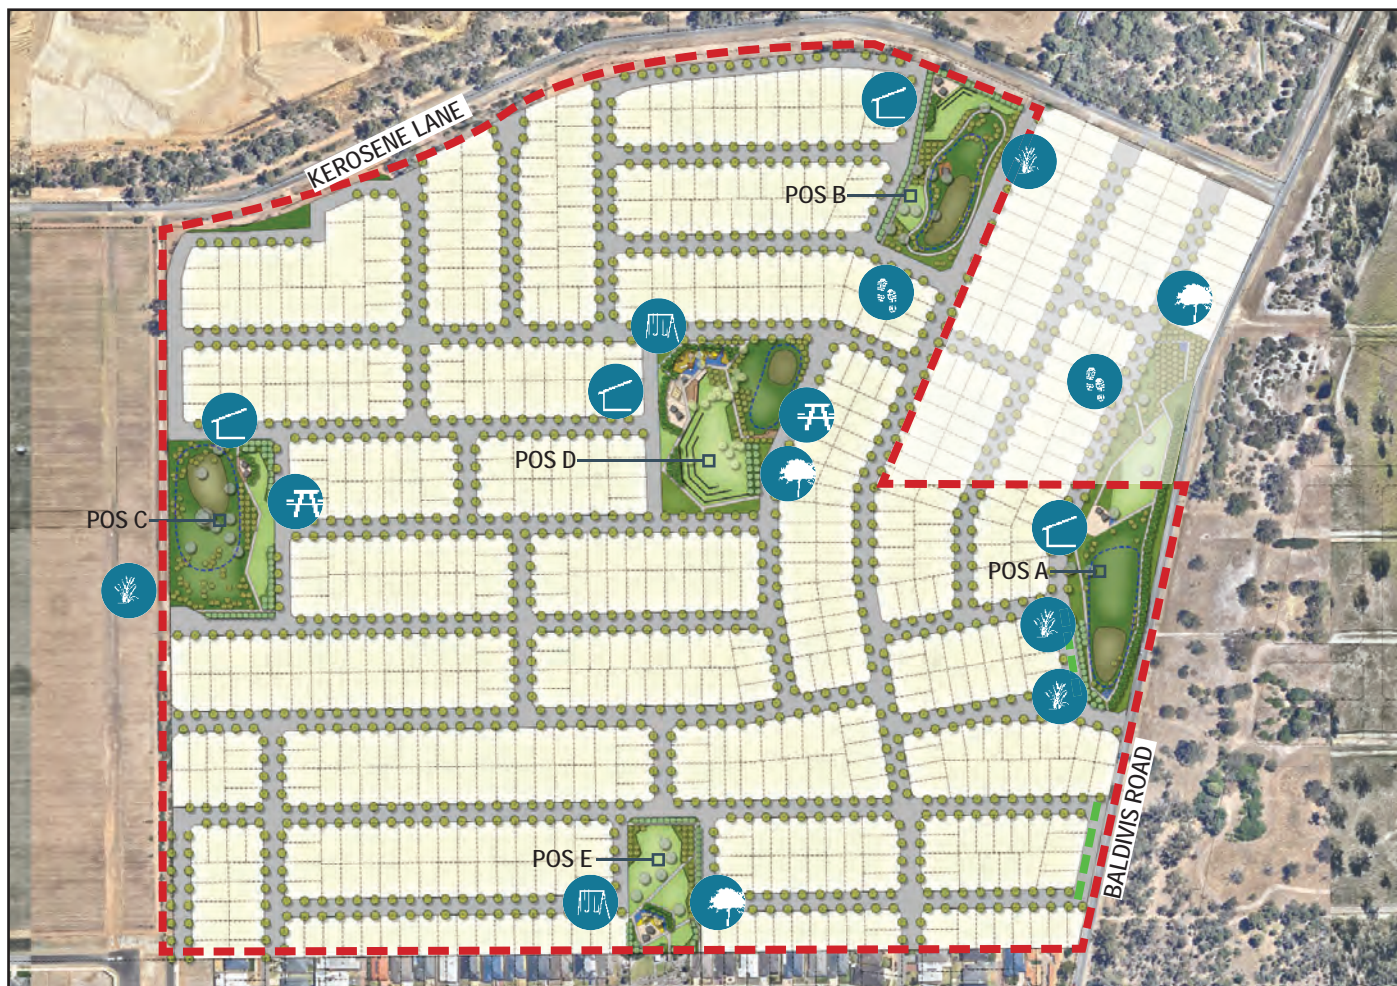 KEROSENE LANE
POS B
POS D
POS C
POS A
POS E
BALDIVIS ROAD